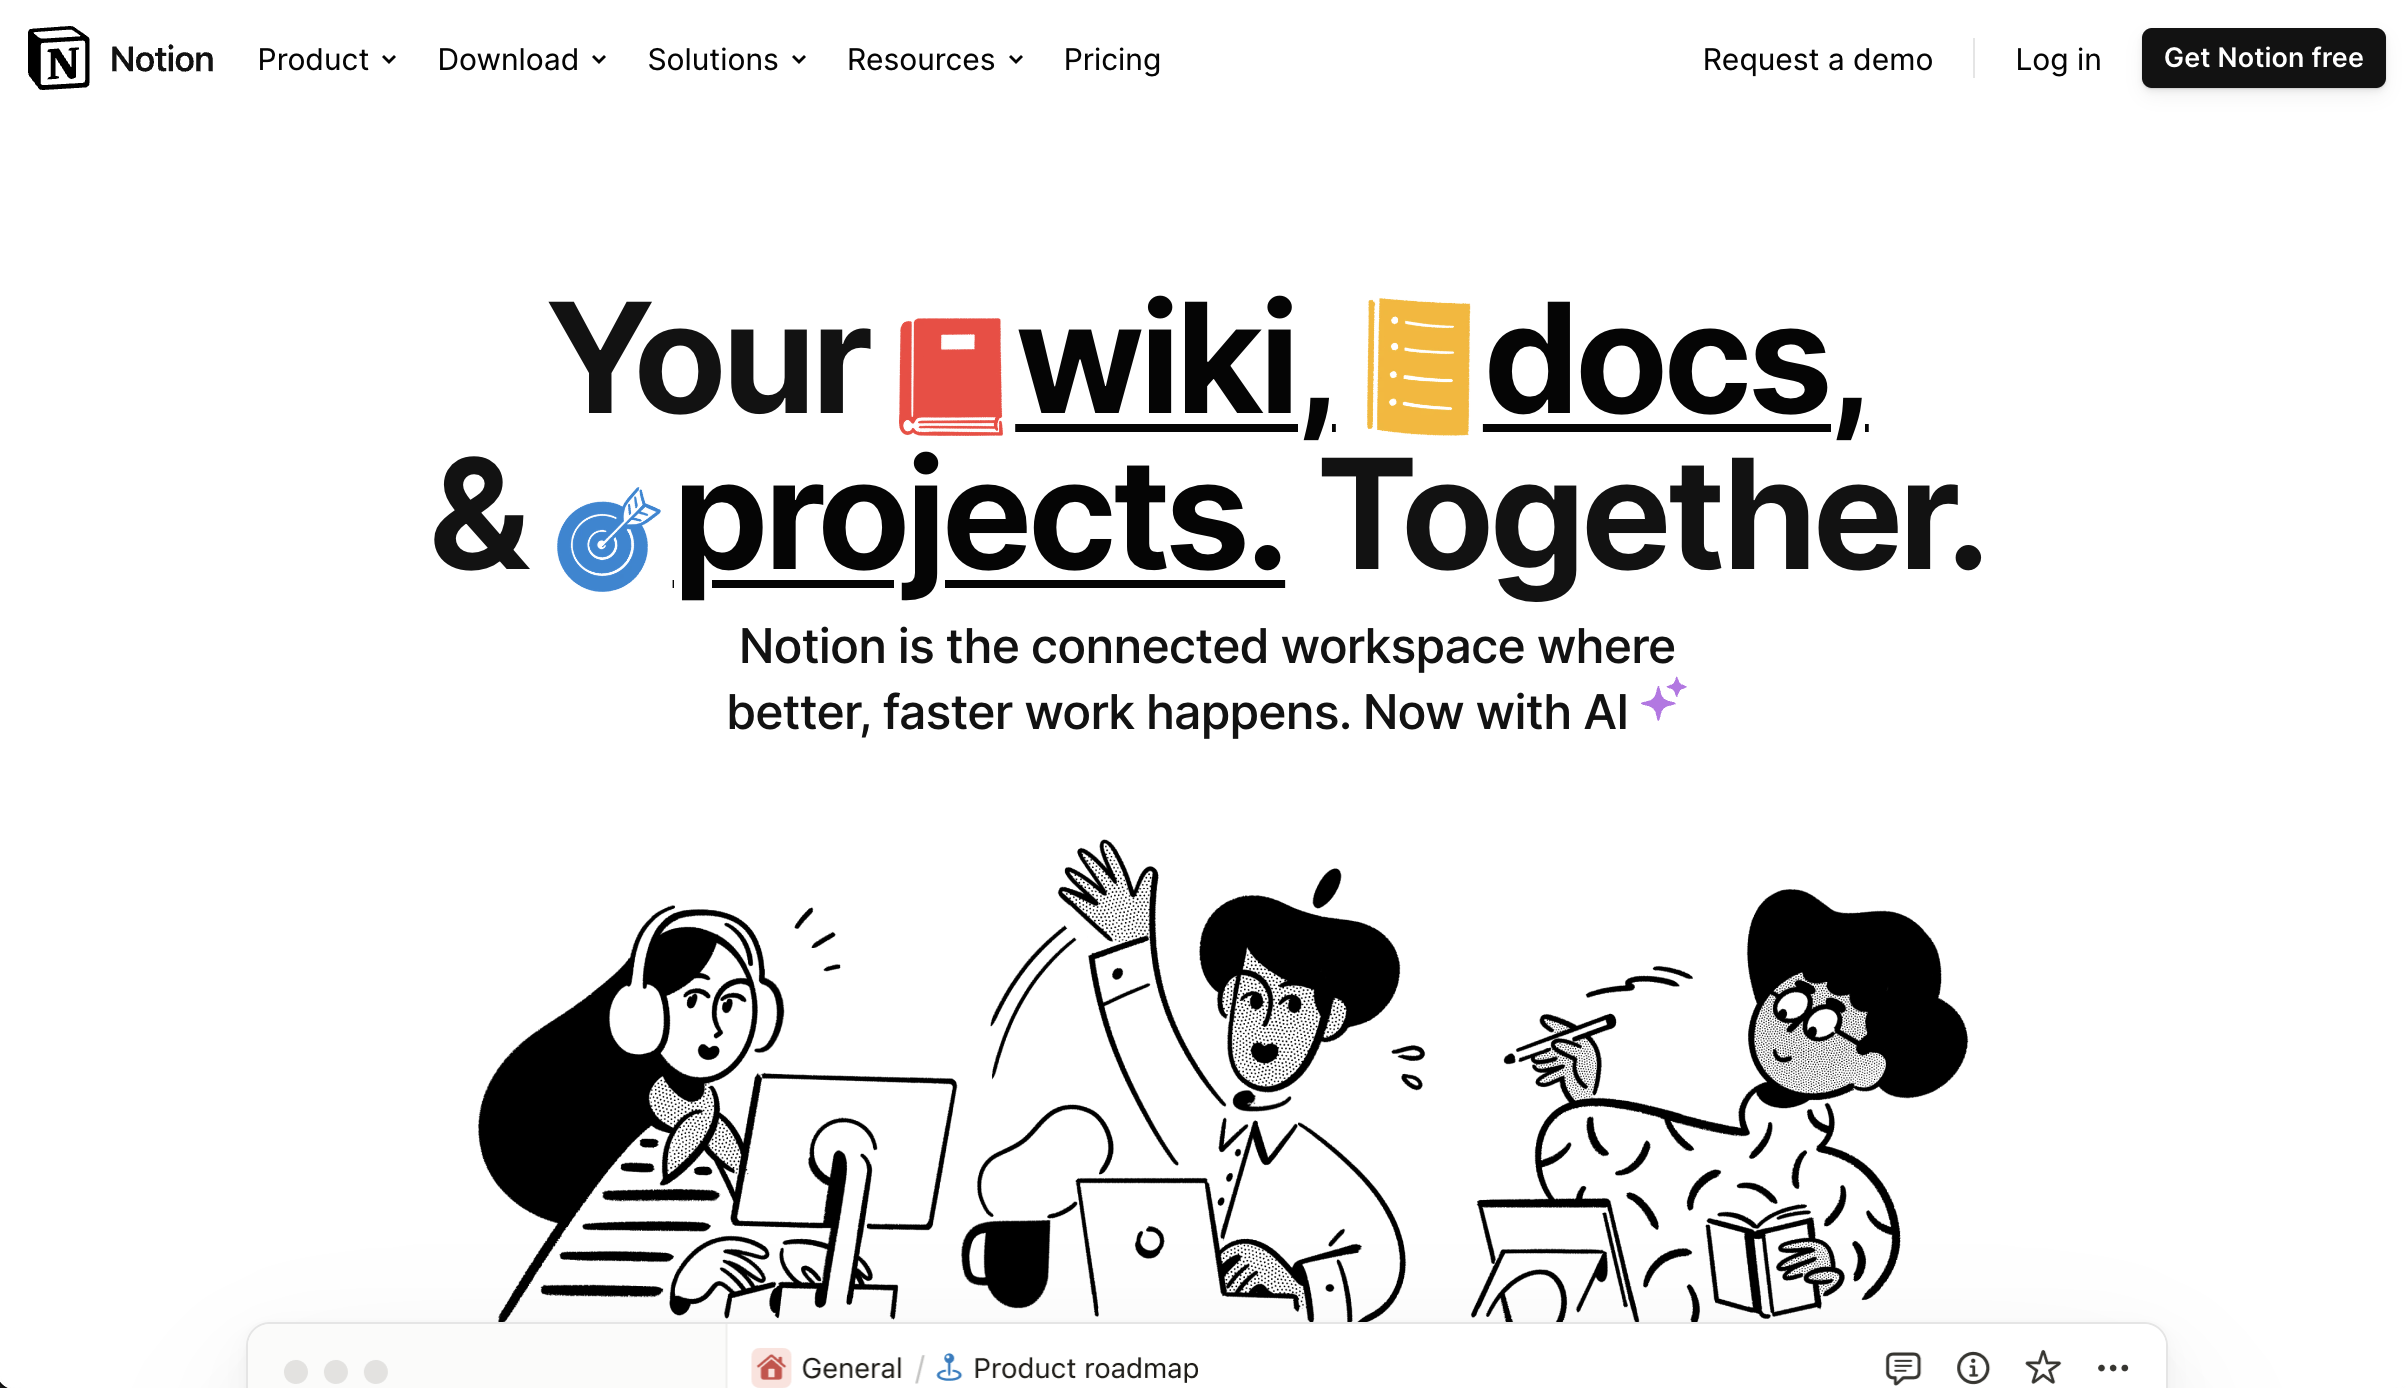 Notion Product Download Solutions Resources Pricing Request a demo Log in Get Notion free
Your wiki, docs,
& projects. Together.
Notion is the connected workspace where
better, faster work happens. Now with AI
General / Product roadmap